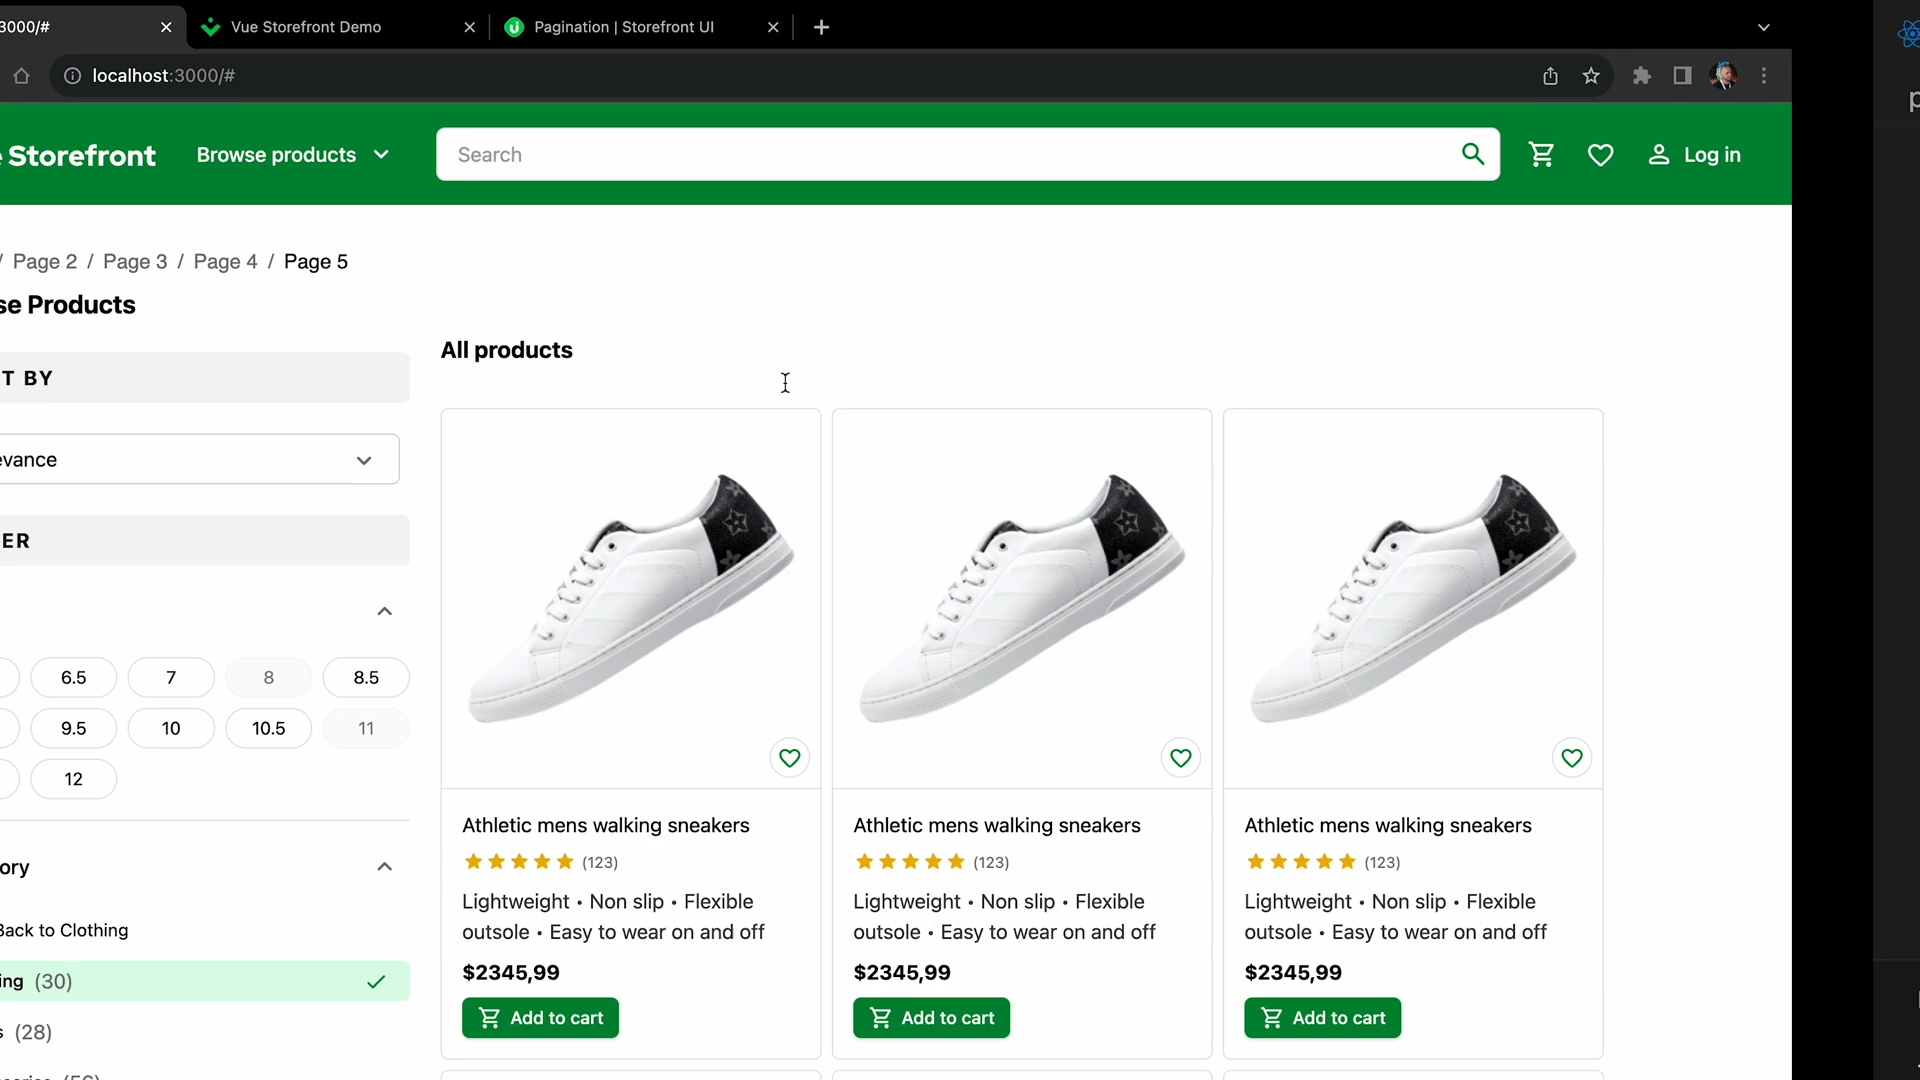 3000/#
Vue Storefront Demo
Pagination | Storefront UI
localhost:3000/#
Storefront
Browse products
Search
Log in
/ Page 2 / Page 3 / Page 4 / Page 5
se Products
All products
T BY
evance
ER
6.5 7 8 8.5
9.5 10 10.5 11
12
ory
Back to Clothing
ing (30)
s (28)
Athletic mens walking sneakers
(123)
Lightweight • Non slip • Flexible
outsole • Easy to wear on and off
$2345,99
Add to cart
Athletic mens walking sneakers
(123)
Lightweight • Non slip • Flexible
outsole • Easy to wear on and off
$2345,99
Add to cart
Athletic mens walking sneakers
(123)
Lightweight • Non slip • Flexible
outsole • Easy to wear on and off
$2345,99
Add to cart